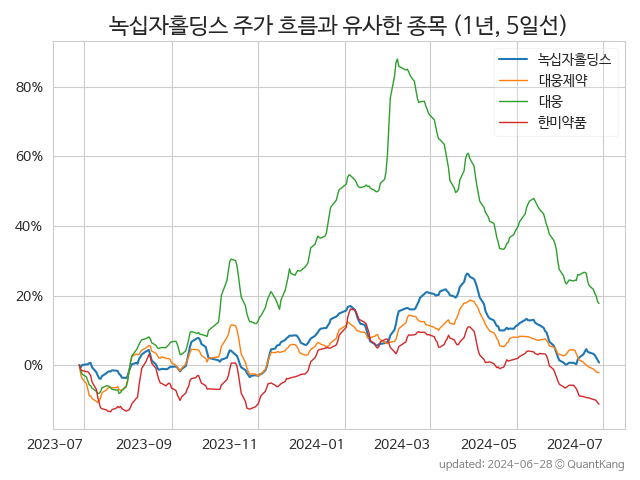 녹십자홀딩스 주가 흐름과 유사한 종목 (1년, 5일선)
녹십자홀딩스
대웅제약
대웅
한미약품
80%
60%
40%
20%
0%
2023-07 2023-09 2023-11 2024-01 2024-03 2024-05 2024-07
updated: 2024-06-28 © QuantKang